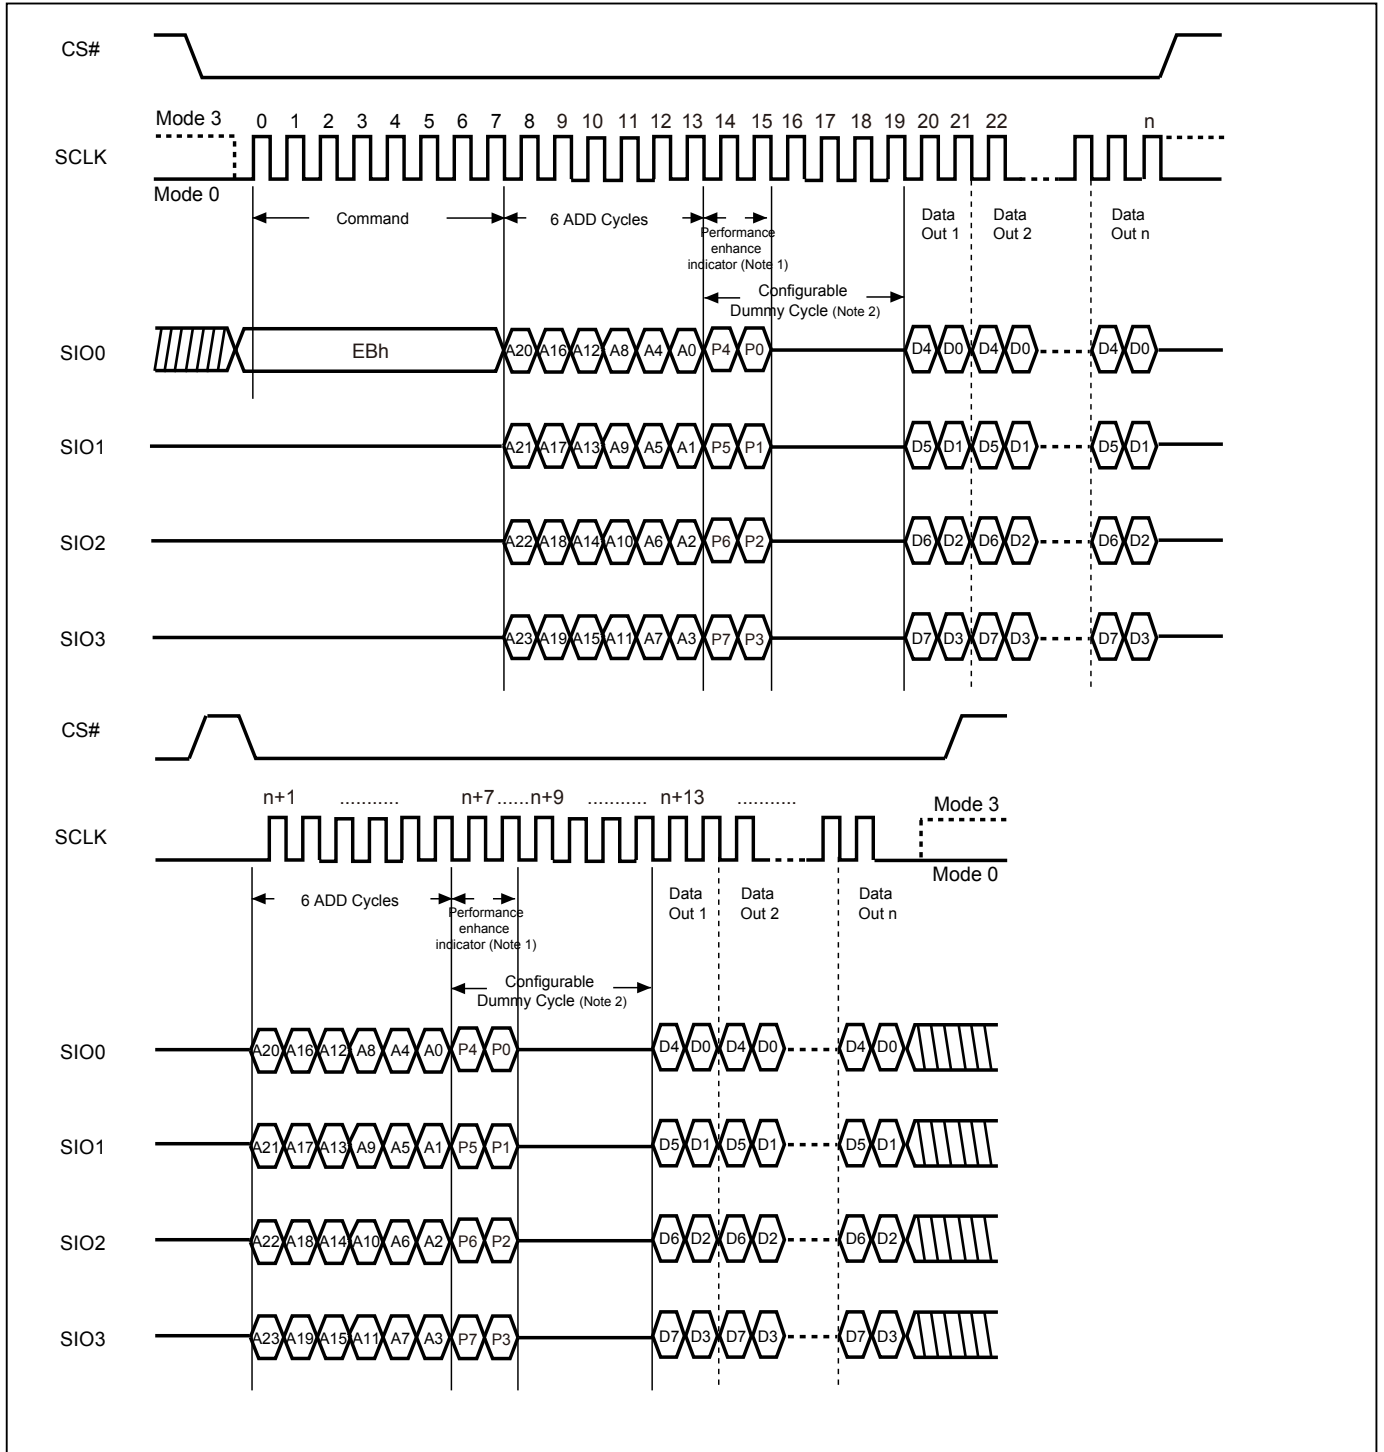 CS#
Mode 3
0 1 2 3 4 5 6 7 8 9 10 11 12 13 14 15 16 17 18 19 20 21 22 n
SCLK
Mode 0
Command
6 ADD Cycles
Performance
enhance
indicator (Note 1)
Data
Out 1
Data
Out 2
Data
Out n
Configurable
Dummy Cycle (Note 2)
SIO0 EBh A20 A16 A12 A8 A4 A0 P4 P0 D4 D0 D4 D0 D4 D0
SIO1 A21 A17 A13 A9 A5 A1 P5 P1 D5 D1 D5 D1 D5 D1
SIO2 A22 A18 A14 A10 A6 A2 P6 P2 D6 D2 D6 D2 D6 D2
SIO3 A23 A19 A15 A11 A7 A3 P7 P3 D7 D3 D7 D3 D7 D3
CS#
n+1 ........... n+7 ......n+9 ........... n+13 ...........
Mode 3
SCLK
Mode 0
6 ADD Cycles
Performance
enhance
indicator (Note 1)
Data
Out 1
Data
Out 2
Data
Out n
Configurable
Dummy Cycle (Note 2)
SIO0 A20 A16 A12 A8 A4 A0 P4 P0 D4 D0 D4 D0 D4 D0
SIO1 A21 A17 A13 A9 A5 A1 P5 P1 D5 D1 D5 D1 D5 D1
SIO2 A22 A18 A14 A10 A6 A2 P6 P2 D6 D2 D6 D2 D6 D2
SIO3 A23 A19 A15 A11 A7 A3 P7 P3 D7 D3 D7 D3 D7 D3